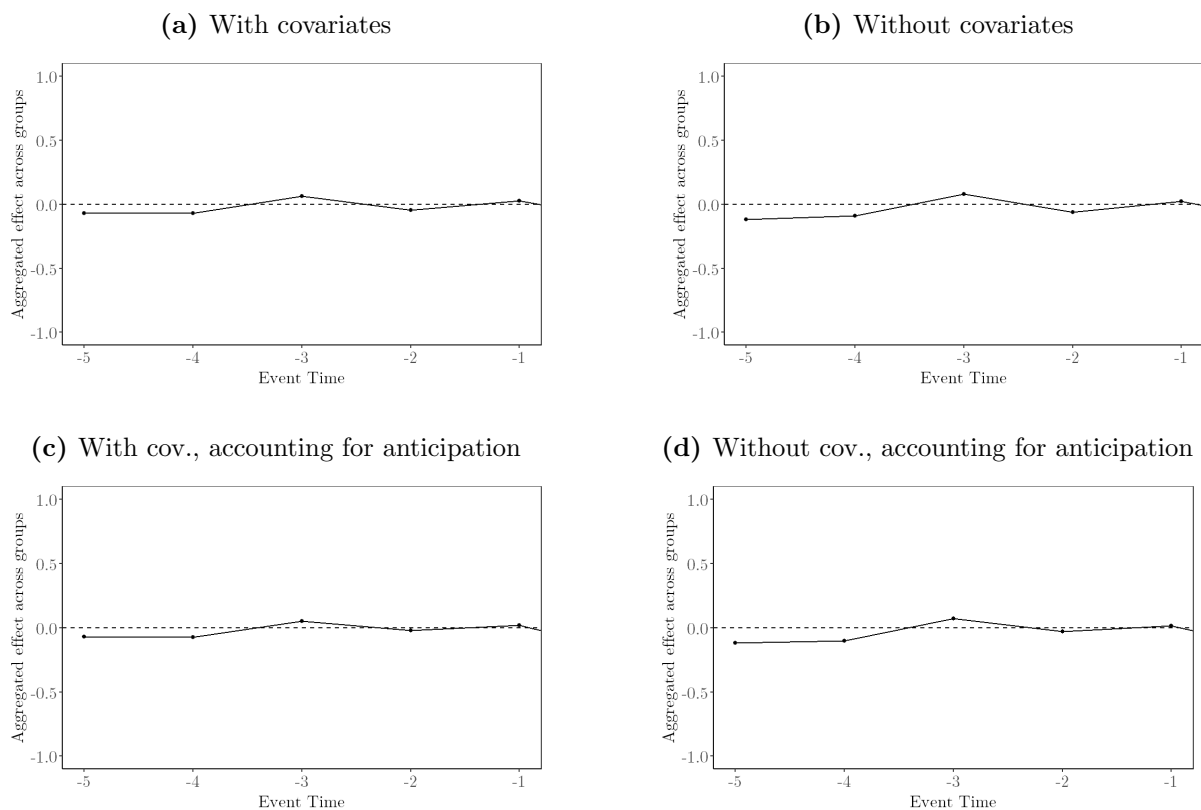 (a) With covariates
Aggregated effect across groups
1.0
0.5
0.0
-0.5
-1.0
-5 -4 -3 -2 -1
Event Time
(b) Without covariates
Aggregated effect across groups
1.0
0.5
0.0
-0.5
-1.0
-5 -4 -3 -2 -1
Event Time
(c) With cov., accounting for anticipation
Aggregated effect across groups
1.0
0.5
0.0
-0.5
-1.0
-5 -4 -3 -2 -1
Event Time
(d) Without cov., accounting for anticipation
Aggregated effect across groups
1.0
0.5
0.0
-0.5
-1.0
-5 -4 -3 -2 -1
Event Time